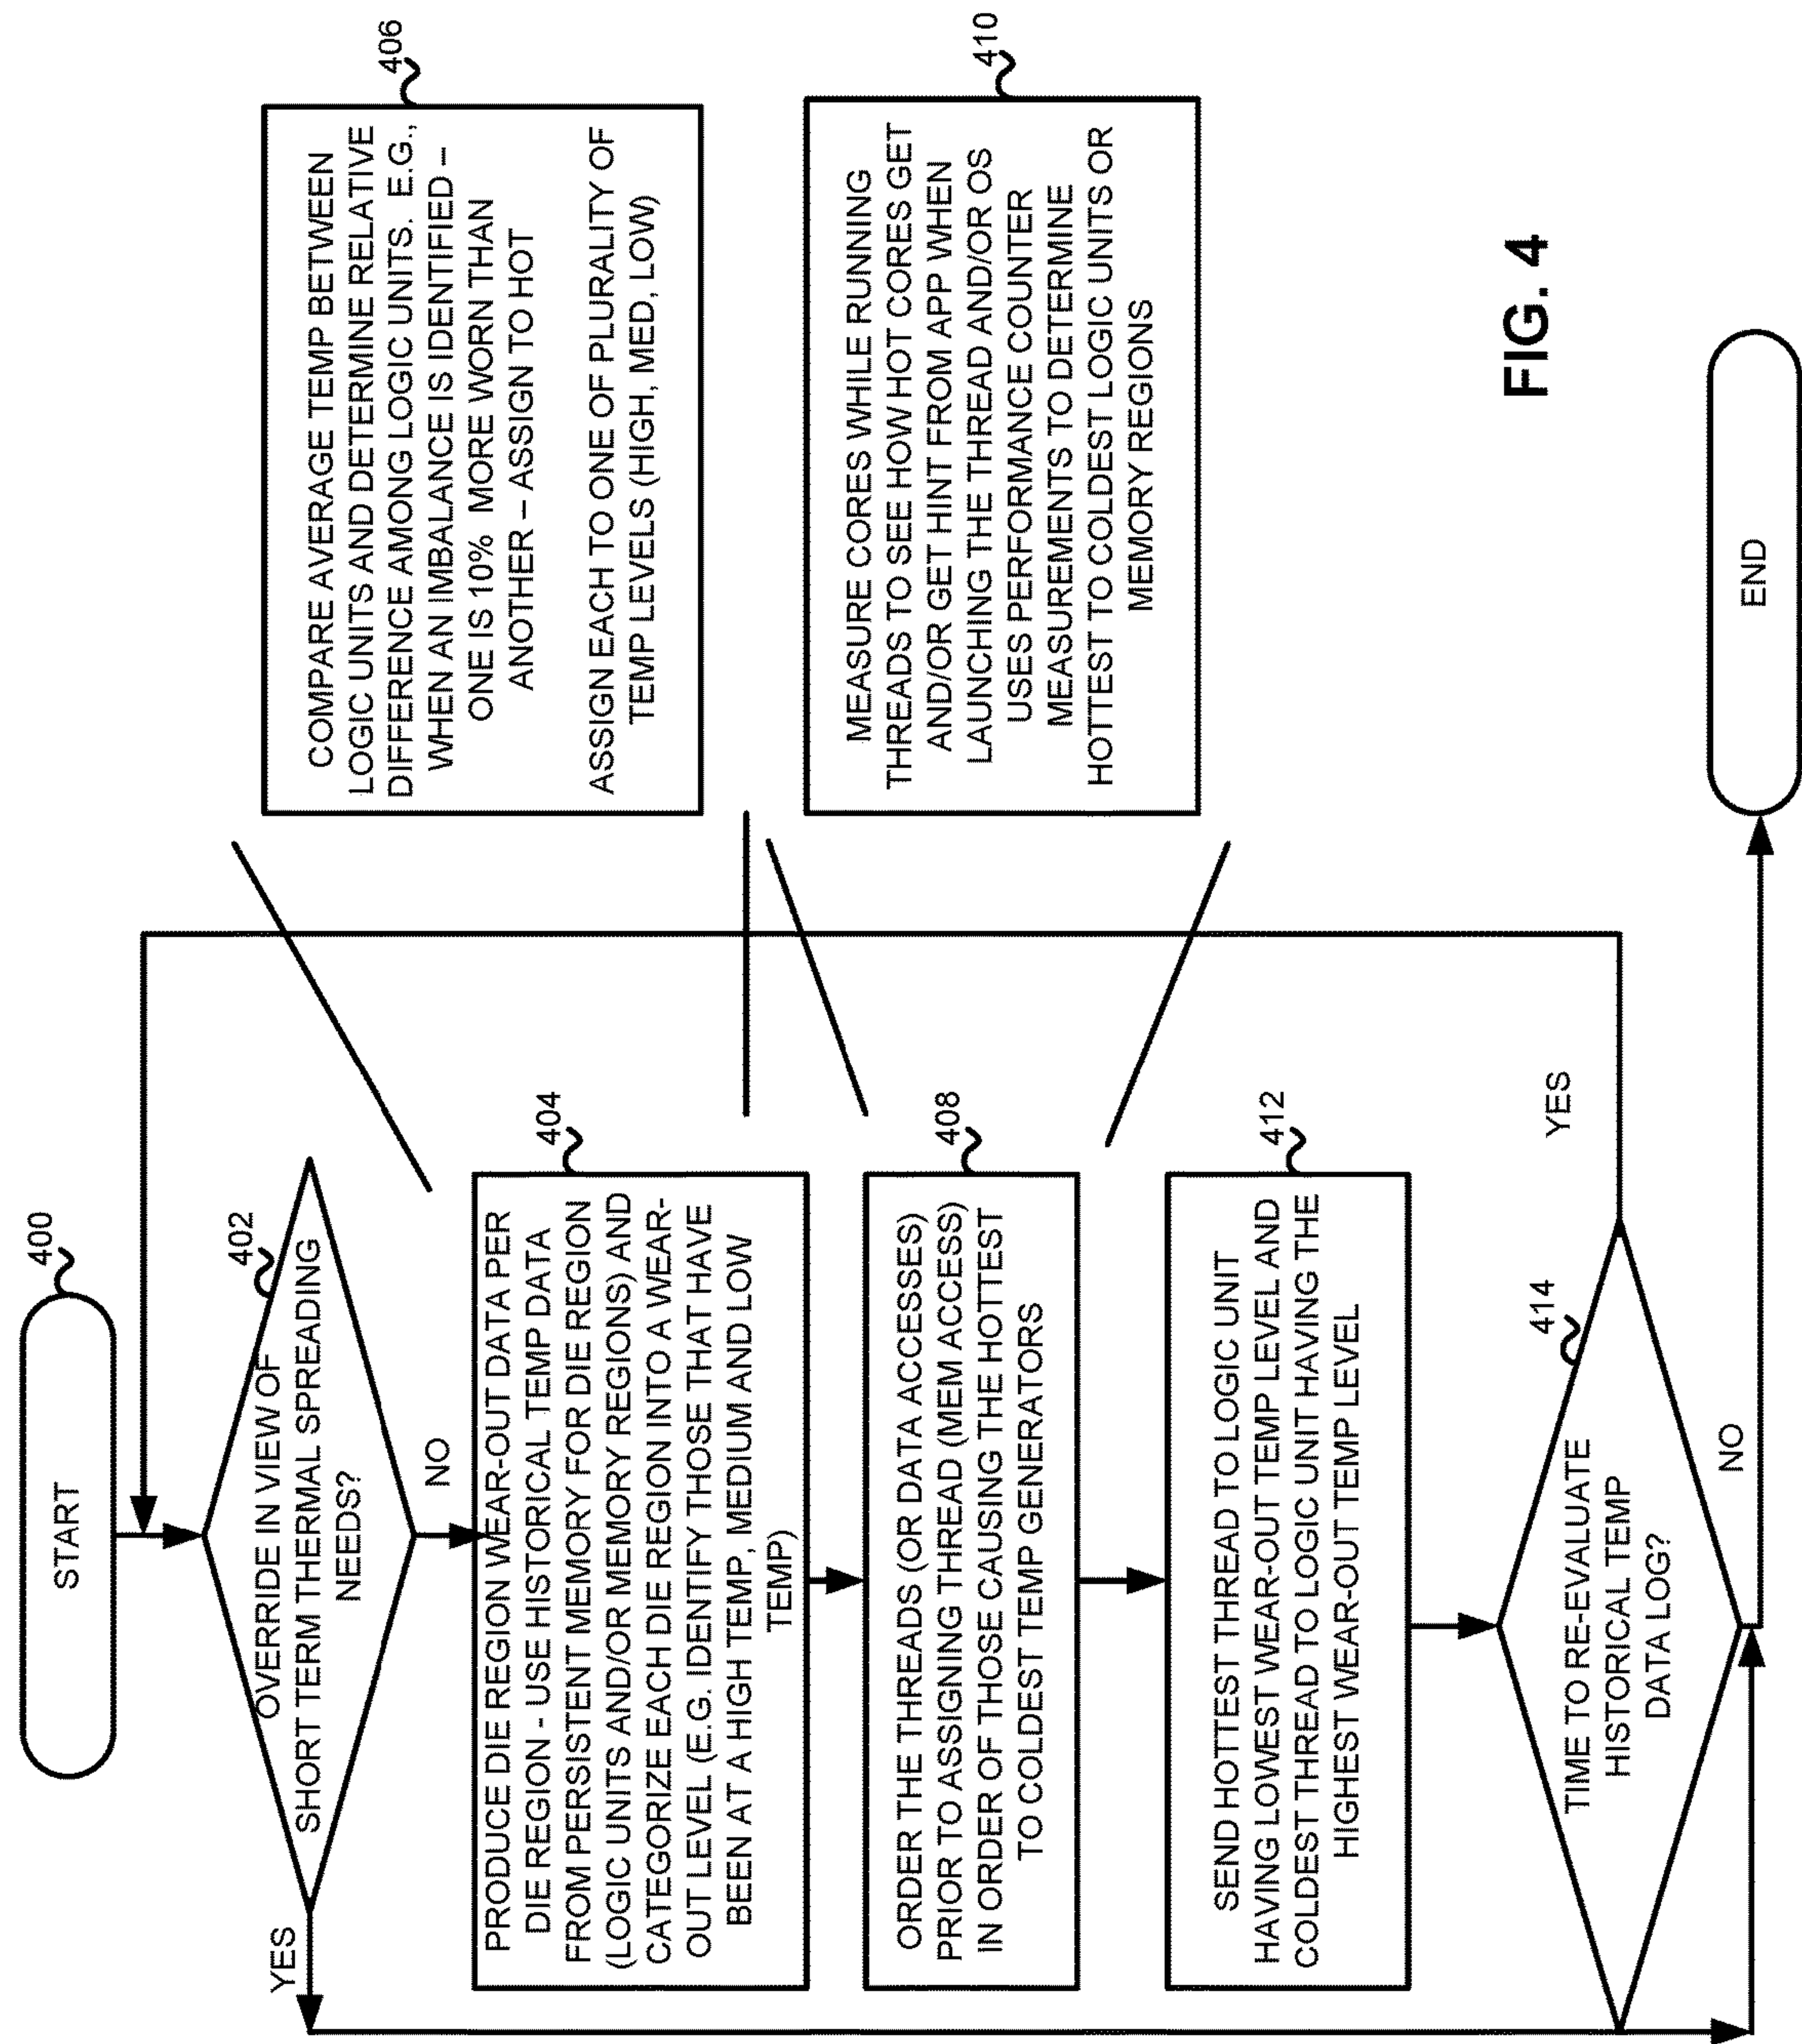 START
400
OVERRIDE IN VIEW OF
SHORT TERM THERMAL SPREADING
NEEDS?
402
YES
NO
PRODUCE DIE REGION WEAR-OUT DATA PER
DIE REGION - USE HISTORICAL TEMP DATA
FROM PERSISTENT MEMORY FOR DIE REGION
(LOGIC UNITS AND/OR MEMORY REGIONS) AND
CATEGORIZE EACH DIE REGION INTO A WEAR-
OUT LEVEL (E.G. IDENTIFY THOSE THAT HAVE
BEEN AT A HIGH TEMP, MEDIUM AND LOW
TEMP)
404
COMPARE AVERAGE TEMP BETWEEN
LOGIC UNITS AND DETERMINE RELATIVE
DIFFERENCE AMONG LOGIC UNITS. E.G.,
WHEN AN IMBALANCE IS IDENTIFIED –
ONE IS 10% MORE WORN THAN
ANOTHER – ASSIGN TO HOT
ASSIGN EACH TO ONE OF PLURALITY OF
TEMP LEVELS (HIGH, MED, LOW)
406
ORDER THE THREADS (OR DATA ACCESSES)
PRIOR TO ASSIGNING THREAD (MEM ACCESS)
IN ORDER OF THOSE CAUSING THE HOTTEST
TO COLDEST TEMP GENERATORS
408
MEASURE CORES WHILE RUNNING
THREADS TO SEE HOW HOT CORES GET
AND/OR GET HINT FROM APP WHEN
LAUNCHING THE THREAD AND/OR OS
USES PERFORMANCE COUNTER
MEASUREMENTS TO DETERMINE
HOTTEST TO COLDEST LOGIC UNITS OR
MEMORY REGIONS
410
SEND HOTTEST THREAD TO LOGIC UNIT
HAVING LOWEST WEAR-OUT TEMP LEVEL AND
COLDEST THREAD TO LOGIC UNIT HAVING THE
HIGHEST WEAR-OUT TEMP LEVEL
412
TIME TO RE-EVALUATE
HISTORICAL TEMP
DATA LOG?
414
YES
NO
END
FIG. 4